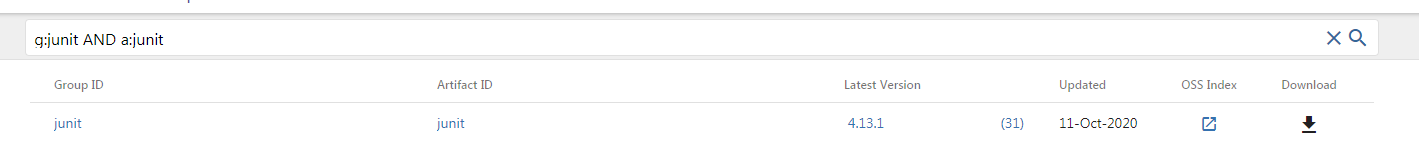 g:junit AND a:junit
Group ID Artifact ID Latest Version Updated OSS Index Download
junit junit 4.13.1 (31) 11-Oct-2020